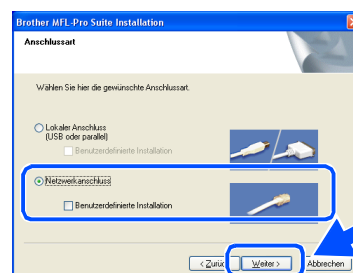 Brother MFL-Pro Suite Installation
Anschlussart
Wählen Sie hier die gewünschte Anschlussart.
Lokaler Anschluss
(USB oder parallel)
Benutzerdefinierte Installation
Netzwerkanschluss
Benutzerdefinierte Installation
< Zurück
Weiter >
Abbrechen